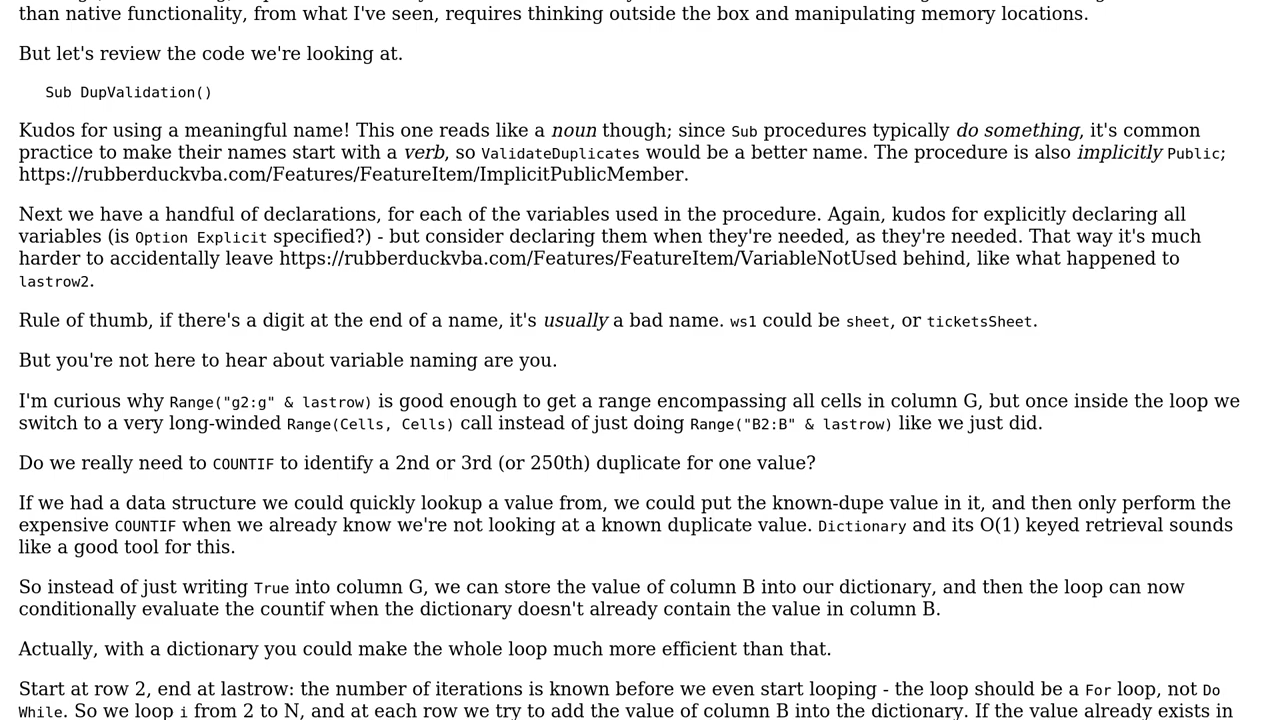 than native functionality, from what I've seen, requires thinking outside the box and manipulating memory locations.
But let's review the code we're looking at.
Sub DupValidation()
Kudos for using a meaningful name! This one reads like a noun though; since Sub procedures typically do something, it's common
practice to make their names start with a verb, so ValidateDuplicates would be a better name. The procedure is also implicitly Public;
https://rubberduckvba.com/Features/FeatureItem/ImplicitPublicMember.
Next we have a handful of declarations, for each of the variables used in the procedure. Again, kudos for explicitly declaring all
variables (is Option Explicit specified?) - but consider declaring them when they're needed, as they're needed. That way it's much
harder to accidentally leave https://rubberduckvba.com/Features/FeatureItem/VariableNotUsed behind, like what happened to
lastrow2.
Rule of thumb, if there's a digit at the end of a name, it's usually a bad name. ws1 could be sheet, or ticketsSheet.
But you're not here to hear about variable naming are you.
I'm curious why Range("g2:g" & lastrow) is good enough to get a range encompassing all cells in column G, but once inside the loop we
switch to a very long-winded Range(Cells, Cells) call instead of just doing Range("B2:B" & lastrow) like we just did.
Do we really need to COUNTIF to identify a 2nd or 3rd (or 250th) duplicate for one value?
If we had a data structure we could quickly lookup a value from, we could put the known-dupe value in it, and then only perform the
expensive COUNTIF when we already know we're not looking at a known duplicate value. Dictionary and its O(1) keyed retrieval sounds
like a good tool for this.
So instead of just writing True into column G, we can store the value of column B into our dictionary, and then the loop can now
conditionally evaluate the countif when the dictionary doesn't already contain the value in column B.
Actually, with a dictionary you could make the whole loop much more efficient than that.
Start at row 2, end at lastrow: the number of iterations is known before we even start looping - the loop should be a For loop, not Do
While. So we loop i from 2 to N, and at each row we try to add the value of column B into the dictionary. If the value already exists in